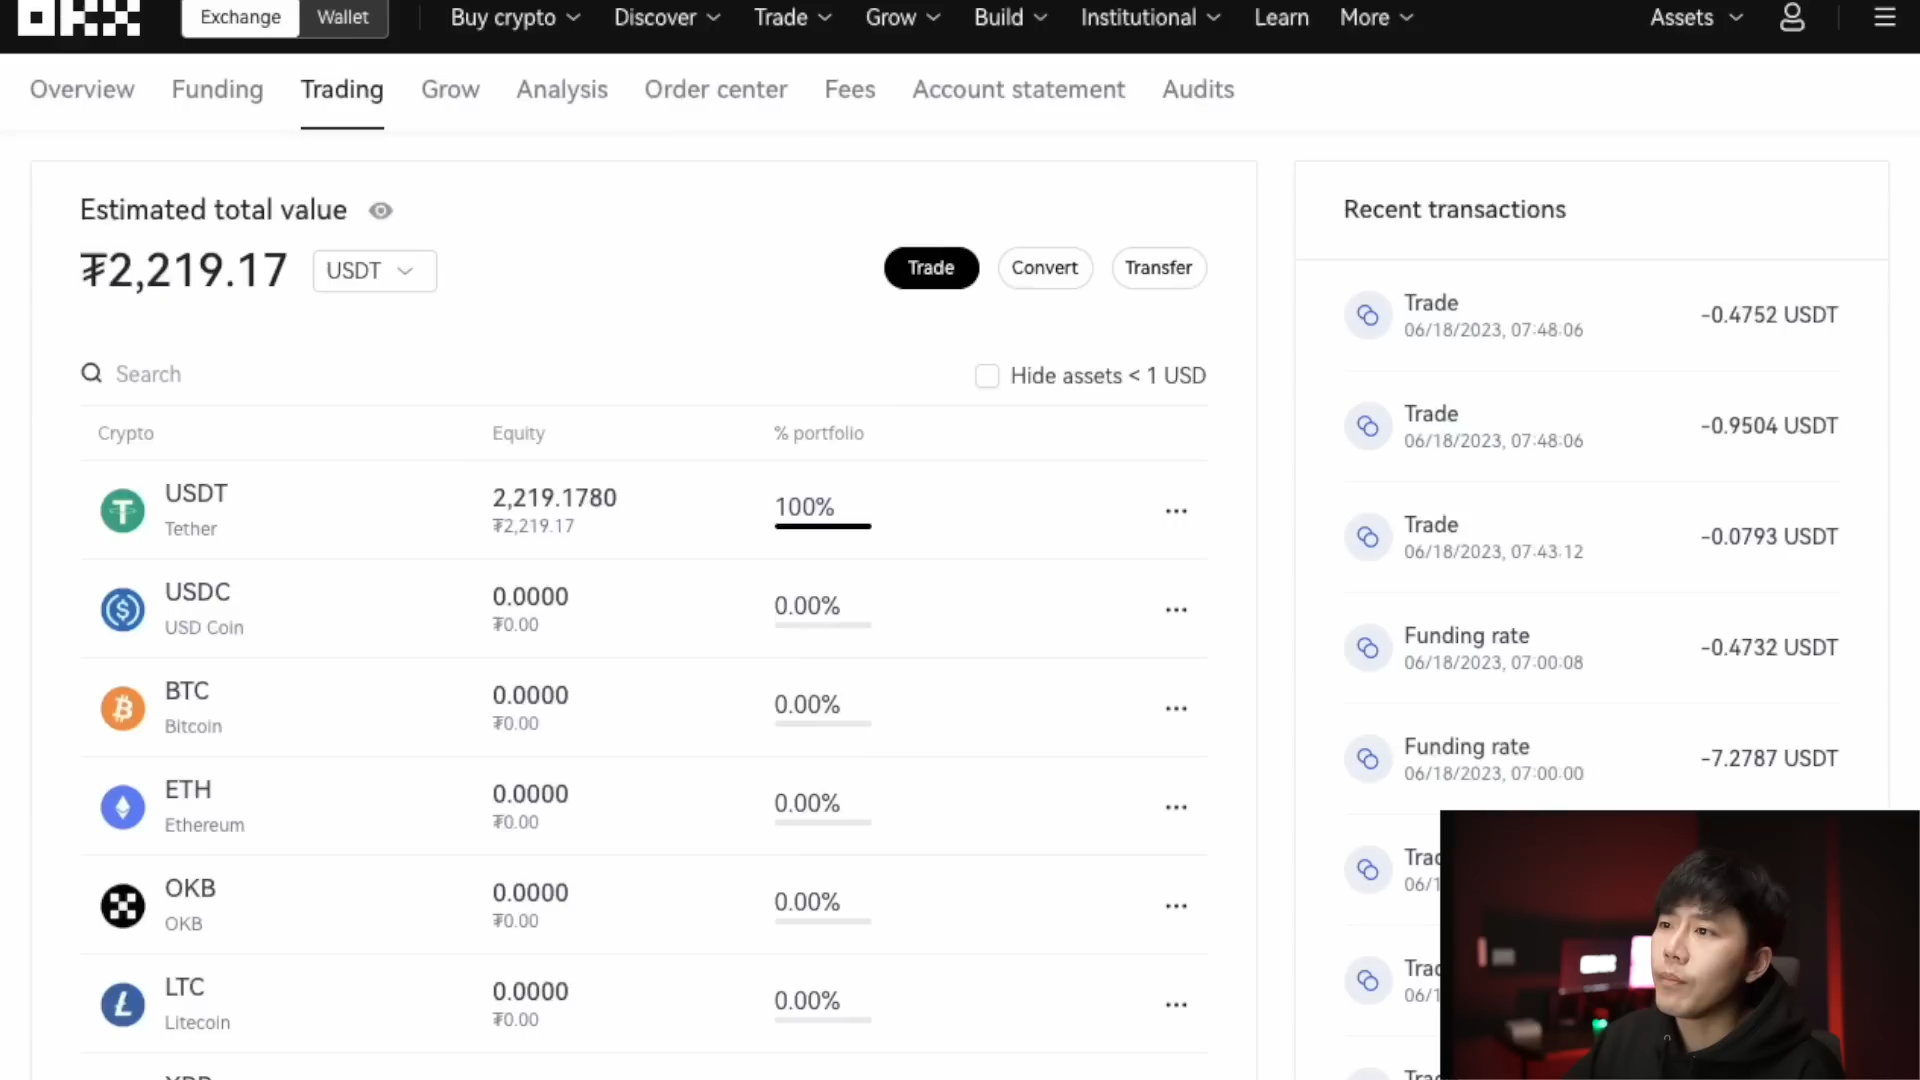 OKX
Exchange
Wallet
Buy crypto
Discover
Trade
Grow
Build
Institutional
Learn
More
Assets
Overview
Funding
Trading
Grow
Analysis
Order center
Fees
Account statement
Audits
Estimated total value
₮2,219.17
USDT
Trade
Convert
Transfer
Search
Hide assets < 1 USD
Crypto
Equity
% portfolio
USDT
Tether
2,219.1780
₮2,219.17
100%
USDC
USD Coin
0.0000
₮0.00
0.00%
BTC
Bitcoin
0.0000
₮0.00
0.00%
ETH
Ethereum
0.0000
₮0.00
0.00%
OKB
OKB
0.0000
₮0.00
0.00%
LTC
Litecoin
0.0000
₮0.00
0.00%
Recent transactions
Trade
06/18/2023, 07:48:06
-0.4752 USDT
Trade
06/18/2023, 07:48:06
-0.9504 USDT
Trade
06/18/2023, 07:43:12
-0.0793 USDT
Funding rate
06/18/2023, 07:00:08
-0.4732 USDT
Funding rate
06/18/2023, 07:00:00
-7.2787 USDT